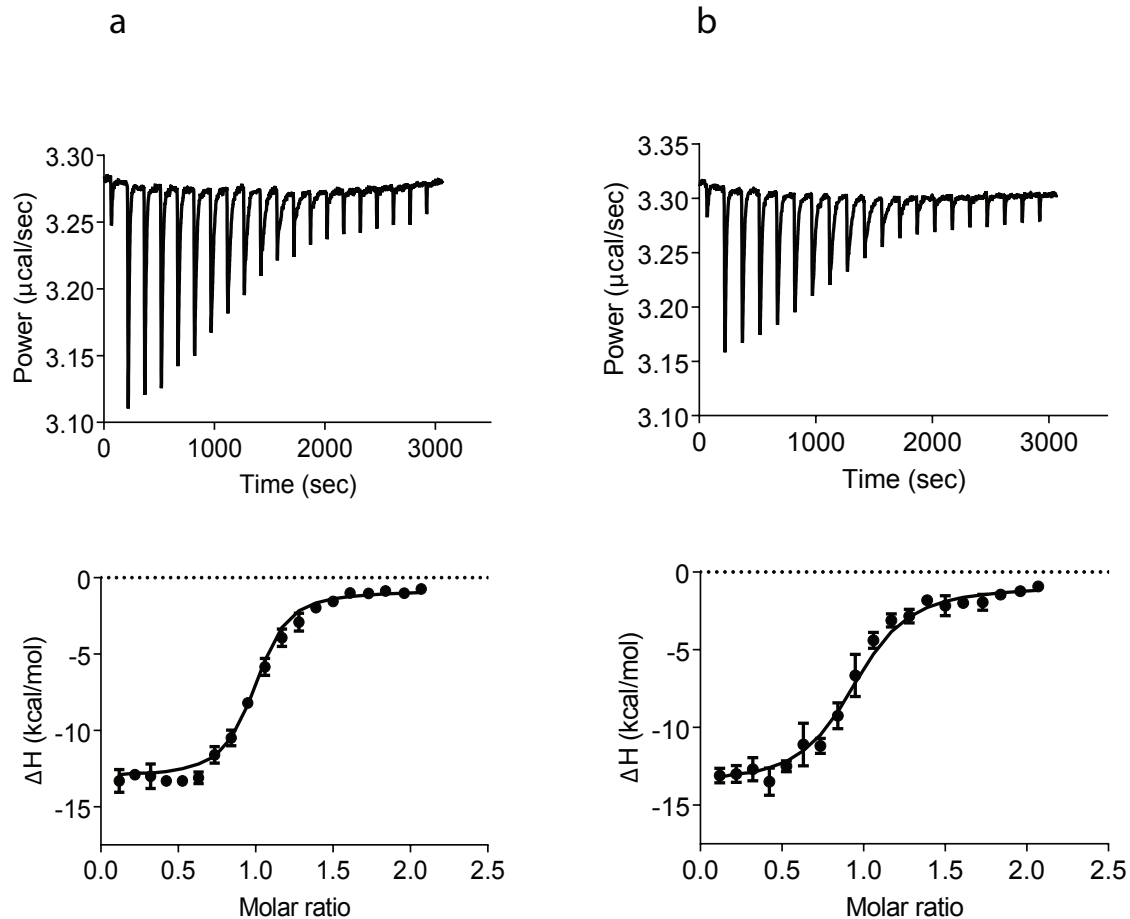 a
b
3.30
3.25
3.20
3.15
3.10
Power (µcal/sec)
0 1000 2000 3000
Time (sec)
3.35
3.30
3.25
3.20
3.15
3.10
Power (µcal/sec)
0 1000 2000 3000
Time (sec)
0
-5
-10
-15
ΔH (kcal/mol)
0.0 0.5 1.0 1.5 2.0 2.5
Molar ratio
0
-5
-10
-15
ΔH (kcal/mol)
0.0 0.5 1.0 1.5 2.0 2.5
Molar ratio